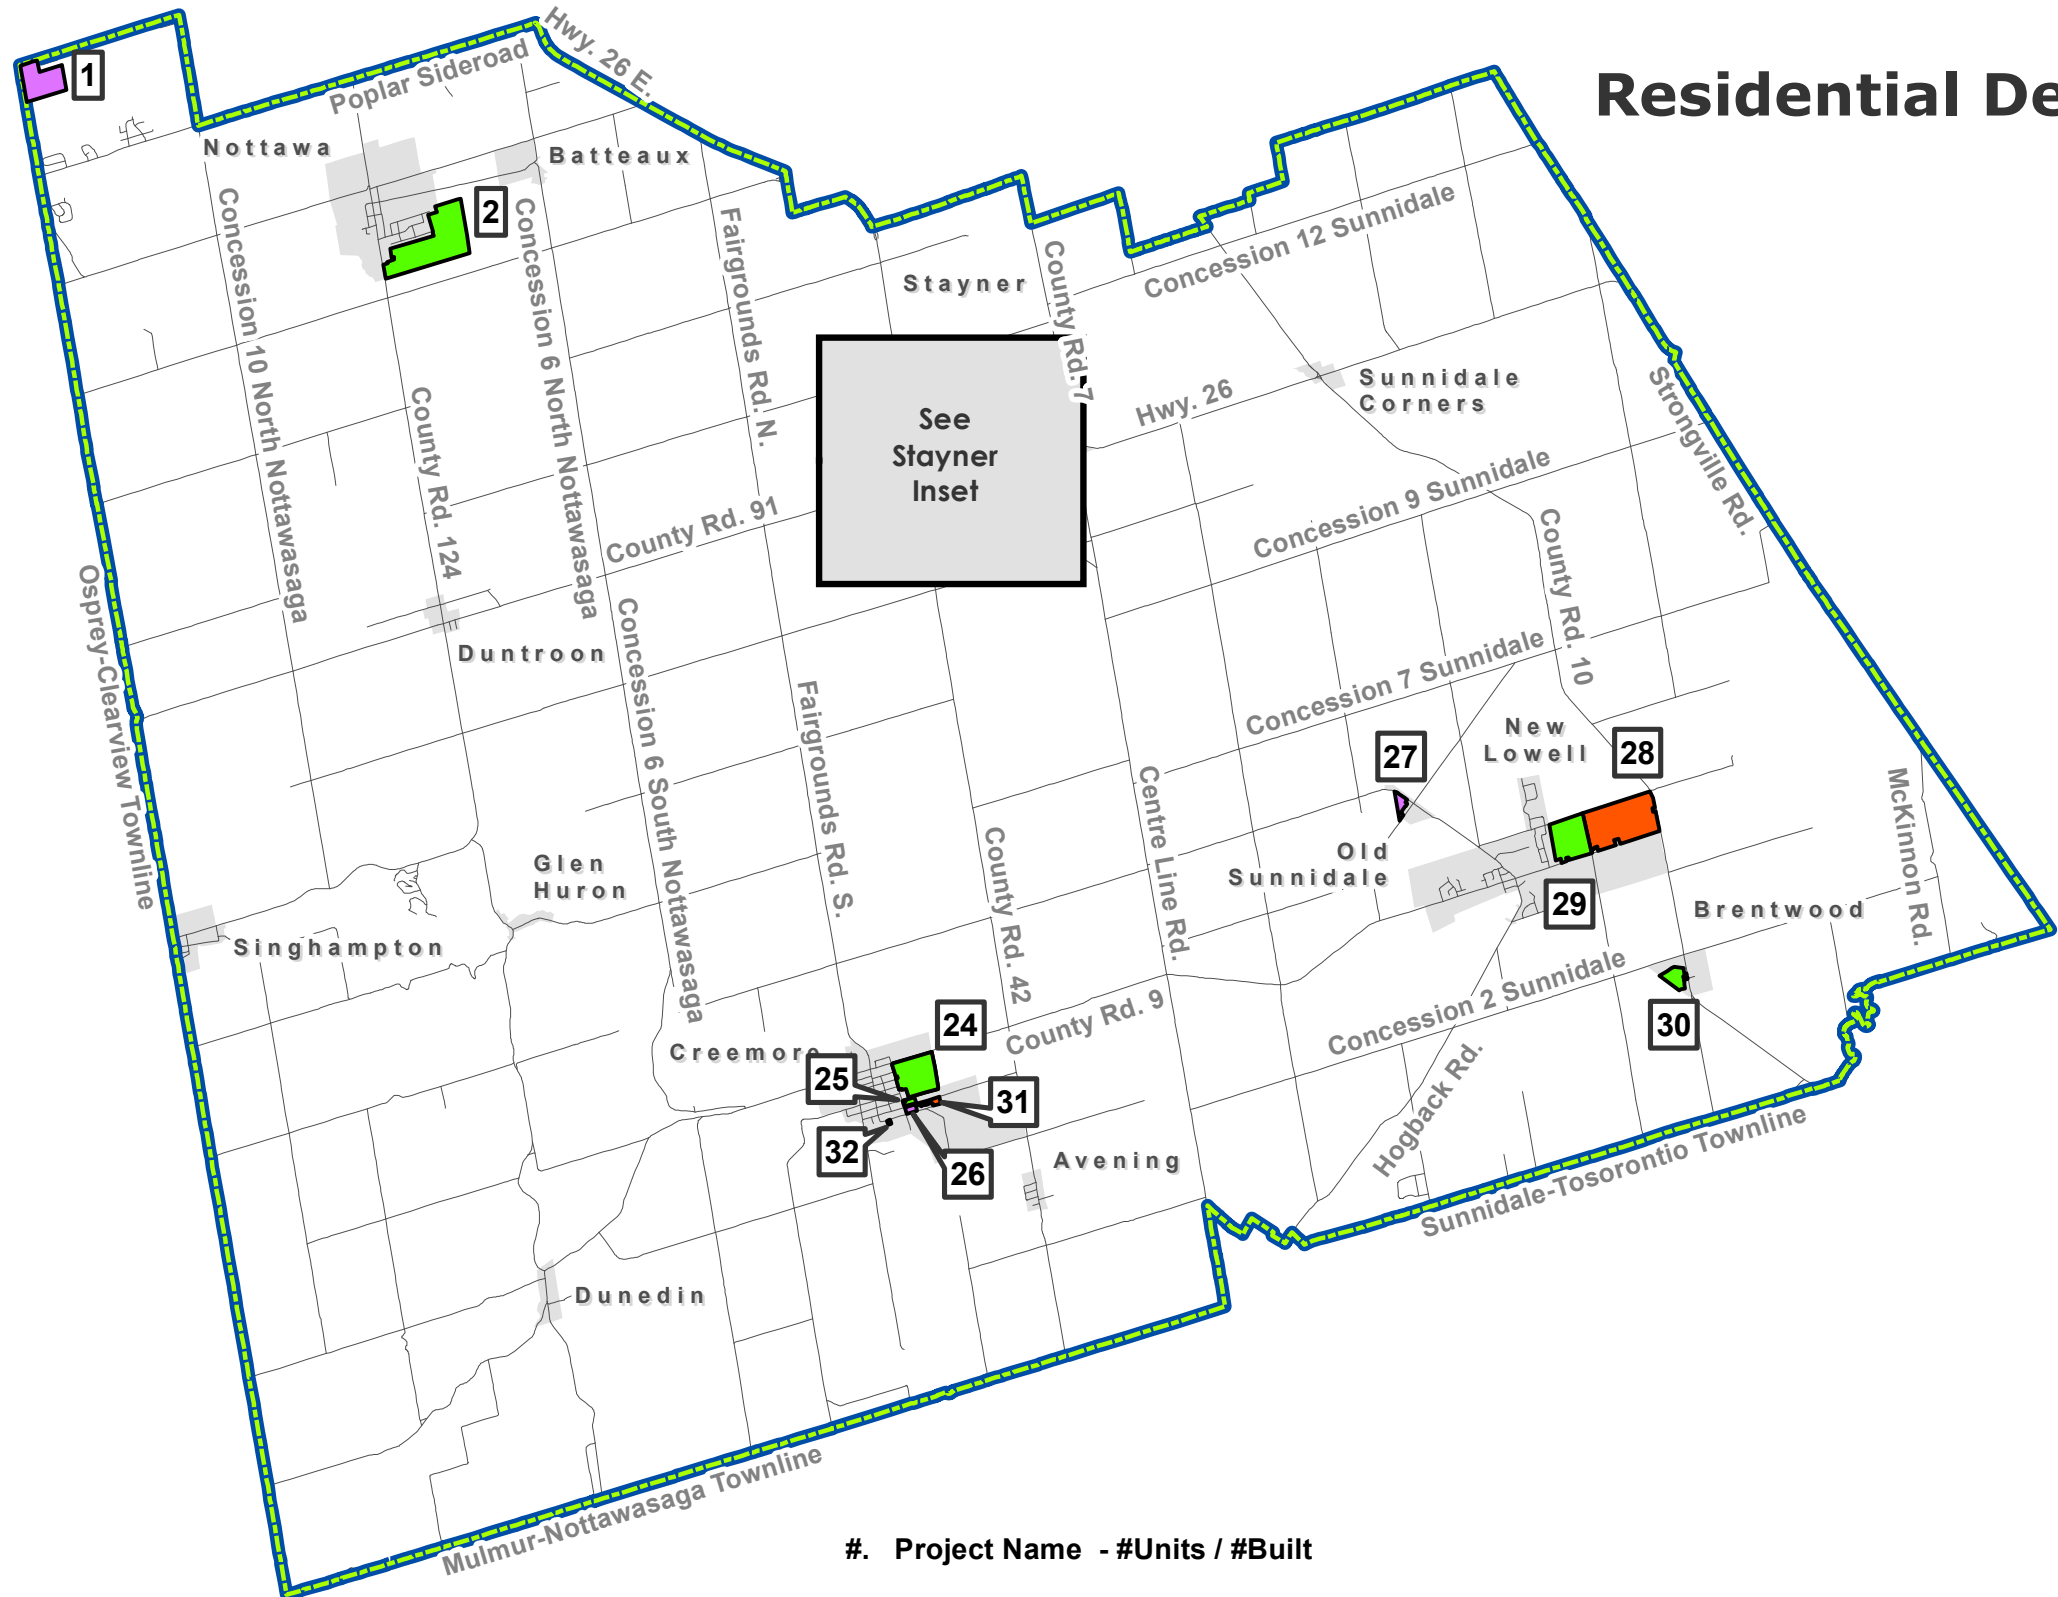 Residential De
Hwy. 26 E.
Poplar Sideroad
1
Nottawa
Batteaux
2
Concession 10 North Nottawasaga
Concession 6 North Nottawasaga
Fairgrounds Rd. N.
Stayner
County Rd. 7
Concession 12 Sunnidale
Sunnidale
Corners
Hwy. 26
Strongville Rd.
See
Stayner
Inset
County Rd. 124
County Rd. 91
Concession 9 Sunnidale
County Rd. 10
Osprey-Clearview Townline
Duntroon
Concession 6 South Nottawasaga
Fairgrounds Rd. S.
Concession 7 Sunnidale
New
Lowell
27
28
Centre Line Rd.
McKinnon Rd.
County Rd. 42
Old
Sunnidale
Glen
Huron
29
Brentwood
Singhampton
Concession 2 Sunnidale
County Rd. 9
30
24
Creemore
25
31
Hogback Rd.
32
26
Avening
Sunnidale-Tosorontio Townline
Dunedin
Mulmur-Nottawasaga Townline
#. Project Name - #Units / #Built